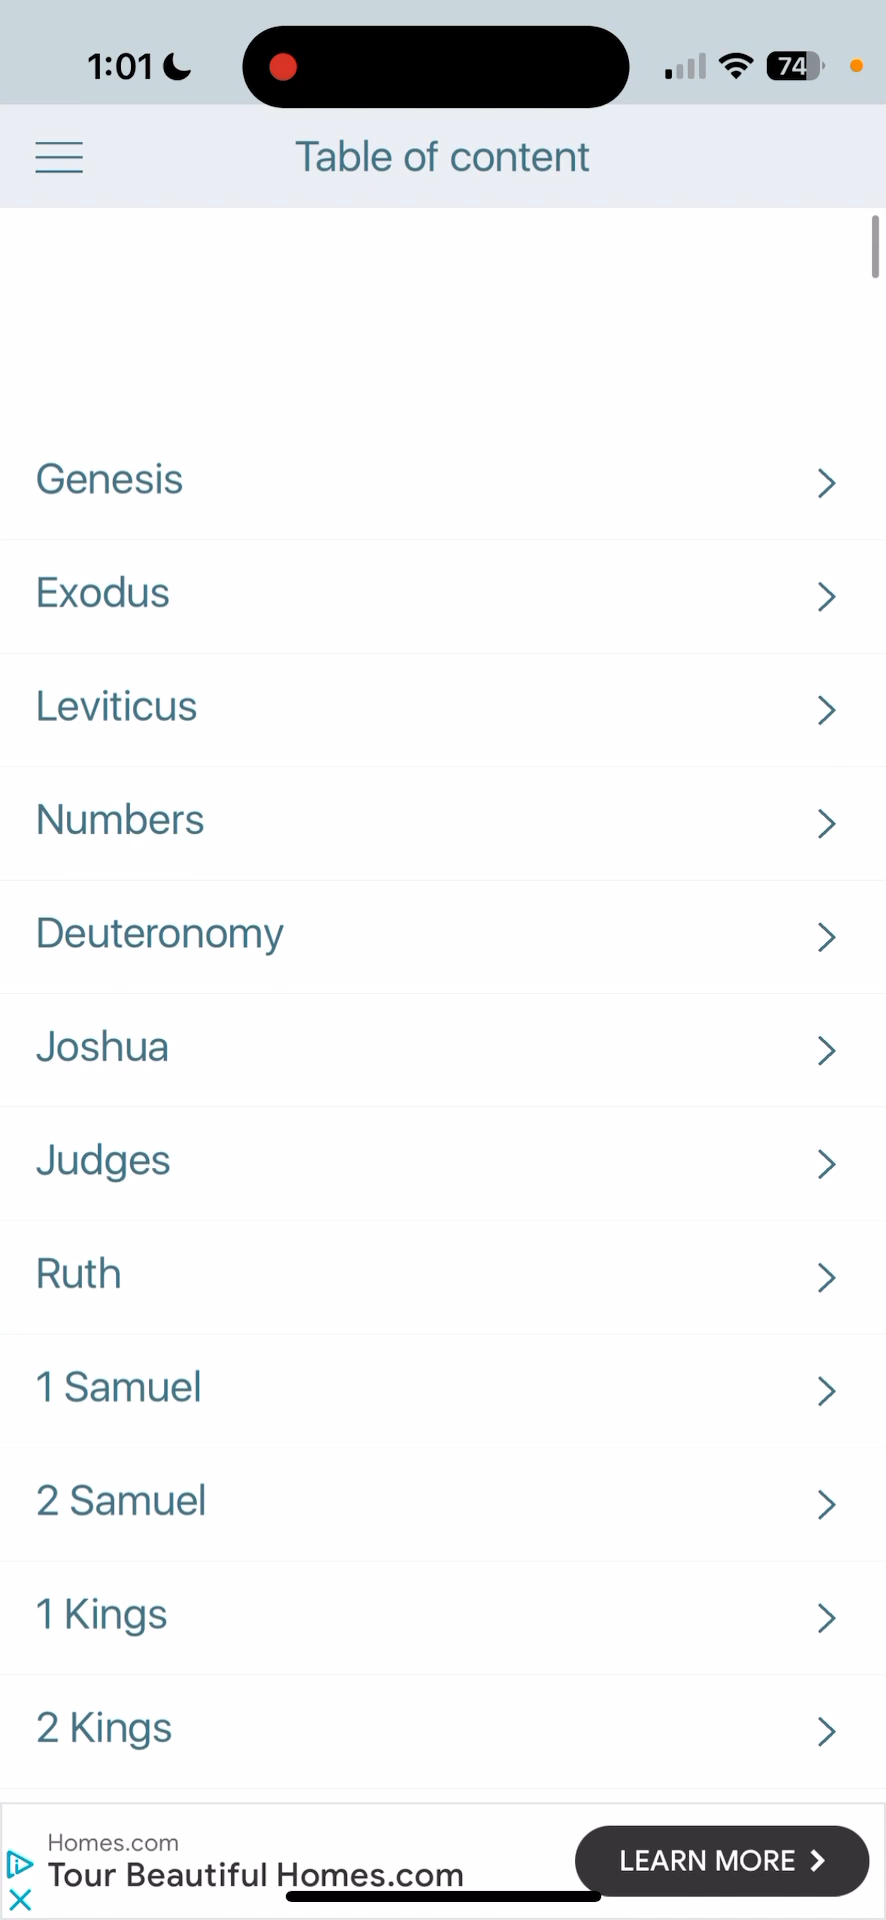 1:01
74
Table of content
Genesis
Exodus
Leviticus
Numbers
Deuteronomy
Joshua
Judges
Ruth
1 Samuel
2 Samuel
1 Kings
2 Kings
Homes.com
Tour Beautiful Homes.com
LEARN MORE